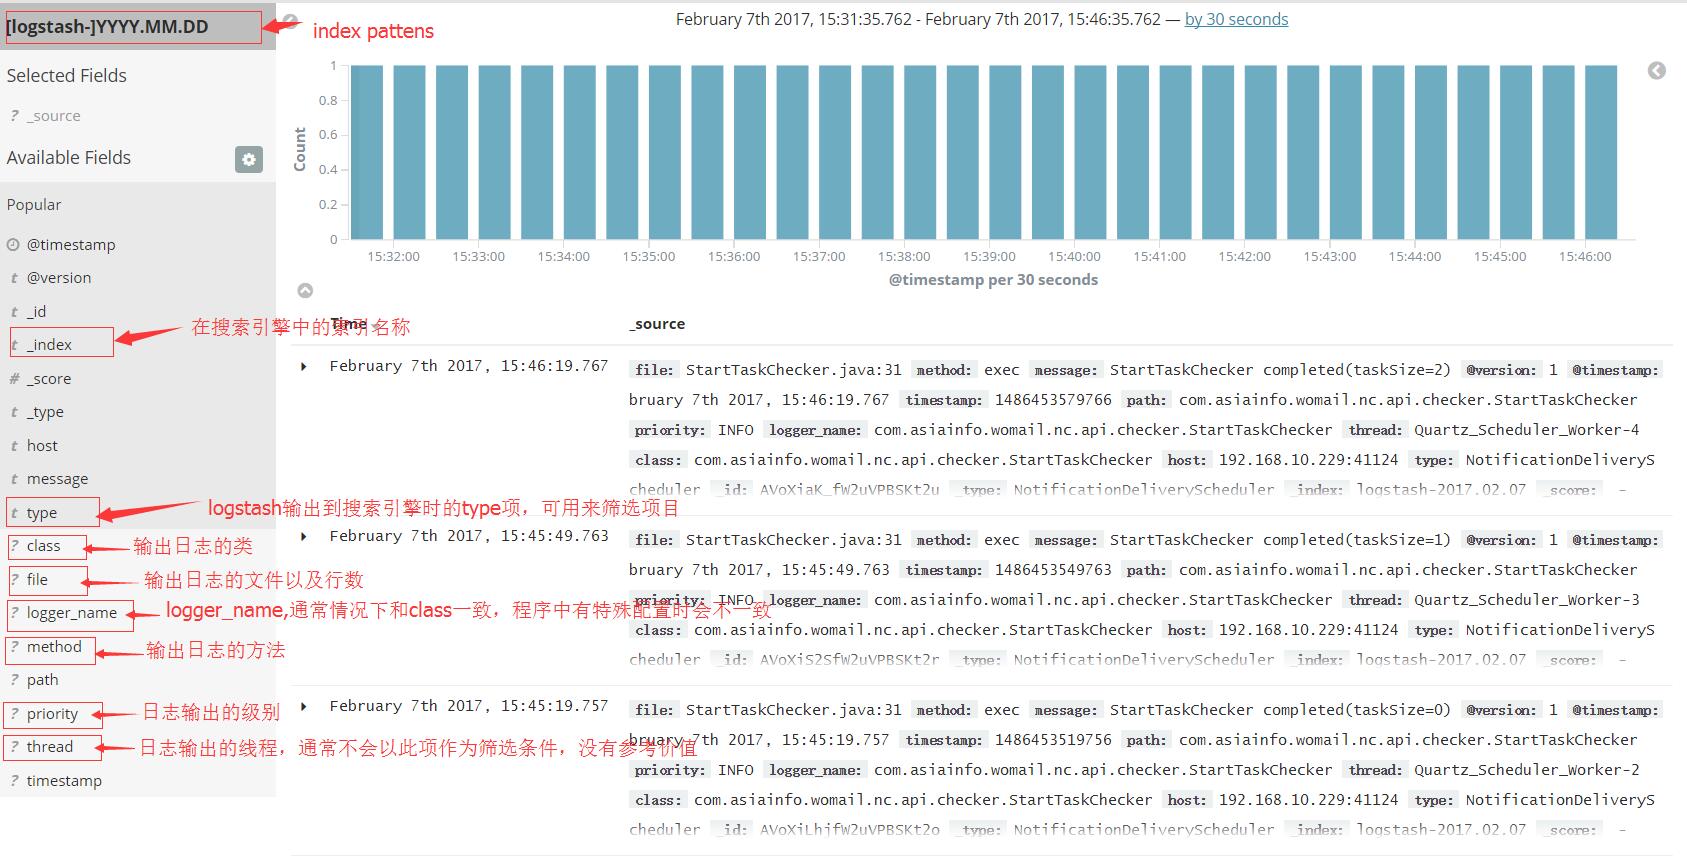 [logstash-]YYYY.MM.DD
index pattens
Selected Fields
? _source
Available Fields
Popular
@timestamp
t @version
t _id
t _index
在搜索引擎中的索引名称
# _score
t _type
t host
t message
t type
logstash输出到搜索引擎时的type项，可用来筛选项目
? class
输出日志的类
? file
输出日志的文件以及行数
? logger_name
logger_name,通常情况下和class一致，程序中有特殊配置时会不一致
? method
输出日志的方法
? path
? priority
日志输出的级别
? thread
日志输出的线程，通常不会以此项作为筛选条件，没有参考价值
? timestamp
February 7th 2017, 15:31:35.762 - February 7th 2017, 15:46:35.762 — by 30 seconds
Count
1
0.8
0.6
0.4
0.2
0
15:32:00 15:33:00 15:34:00 15:35:00 15:36:00 15:37:00 15:38:00 15:39:00 15:40:00 15:41:00 15:42:00 15:43:00 15:44:00 15:45:00 15:46:00
@timestamp per 30 seconds
Time _source
February 7th 2017, 15:46:19.767
file: StartTaskChecker.java:31 method: exec message: StartTaskChecker completed(taskSize=2) @version: 1 @timestamp:
bruary 7th 2017, 15:46:19.767 timestamp: 1486453579766 path: com.asiainfo.womail.nc.api.checker.StartTaskChecker
priority: INFO logger_name: com.asiainfo.womail.nc.api.checker.StartTaskChecker thread: Quartz_Scheduler_Worker-4
class: com.asiainfo.womail.nc.api.checker.StartTaskChecker host: 192.168.10.229:41124 type: NotificationDeliveryS
cheduler _id: AVoXiaK_fW2uVPBSKt2u _type: NotificationDeliveryScheduler _index: logstash-2017.02.07 _score: -
February 7th 2017, 15:45:49.763
file: StartTaskChecker.java:31 method: exec message: StartTaskChecker completed(taskSize=1) @version: 1 @timestamp:
bruary 7th 2017, 15:45:49.763 timestamp: 1486453549763 path: com.asiainfo.womail.nc.api.checker.StartTaskChecker
priority: INFO logger_name: com.asiainfo.womail.nc.api.checker.StartTaskChecker thread: Quartz_Scheduler_Worker-3
class: com.asiainfo.womail.nc.api.checker.StartTaskChecker host: 192.168.10.229:41124 type: NotificationDeliveryS
cheduler _id: AVoXiS2SfW2uVPBSKt2r _type: NotificationDeliveryScheduler _index: logstash-2017.02.07 _score: -
February 7th 2017, 15:45:19.757
file: StartTaskChecker.java:31 method: exec message: StartTaskChecker completed(taskSize=0) @version: 1 @timestamp:
bruary 7th 2017, 15:45:19.757 timestamp: 1486453519756 path: com.asiainfo.womail.nc.api.checker.StartTaskChecker
priority: INFO logger_name: com.asiainfo.womail.nc.api.checker.StartTaskChecker thread: Quartz_Scheduler_Worker-2
class: com.asiainfo.womail.nc.api.checker.StartTaskChecker host: 192.168.10.229:41124 type: NotificationDeliveryS
cheduler _id: AVoXiLhjfW2uVPBSKt2o _type: NotificationDeliveryScheduler _index: logstash-2017.02.07 _score: -